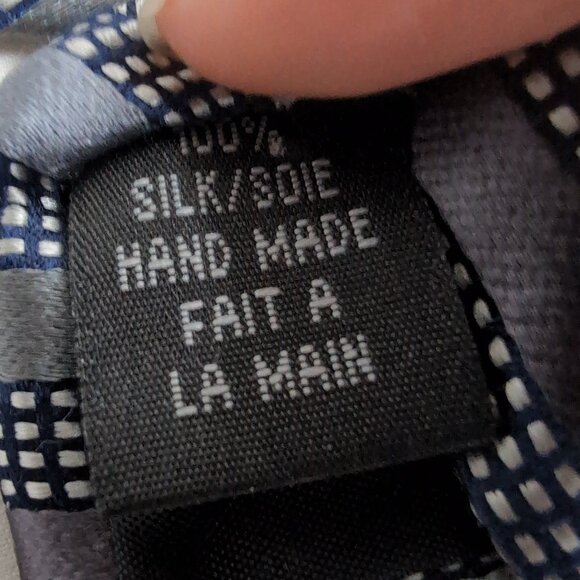 100%
SILK/SOIE
HAND MADE
FAIT A
LA MAIN